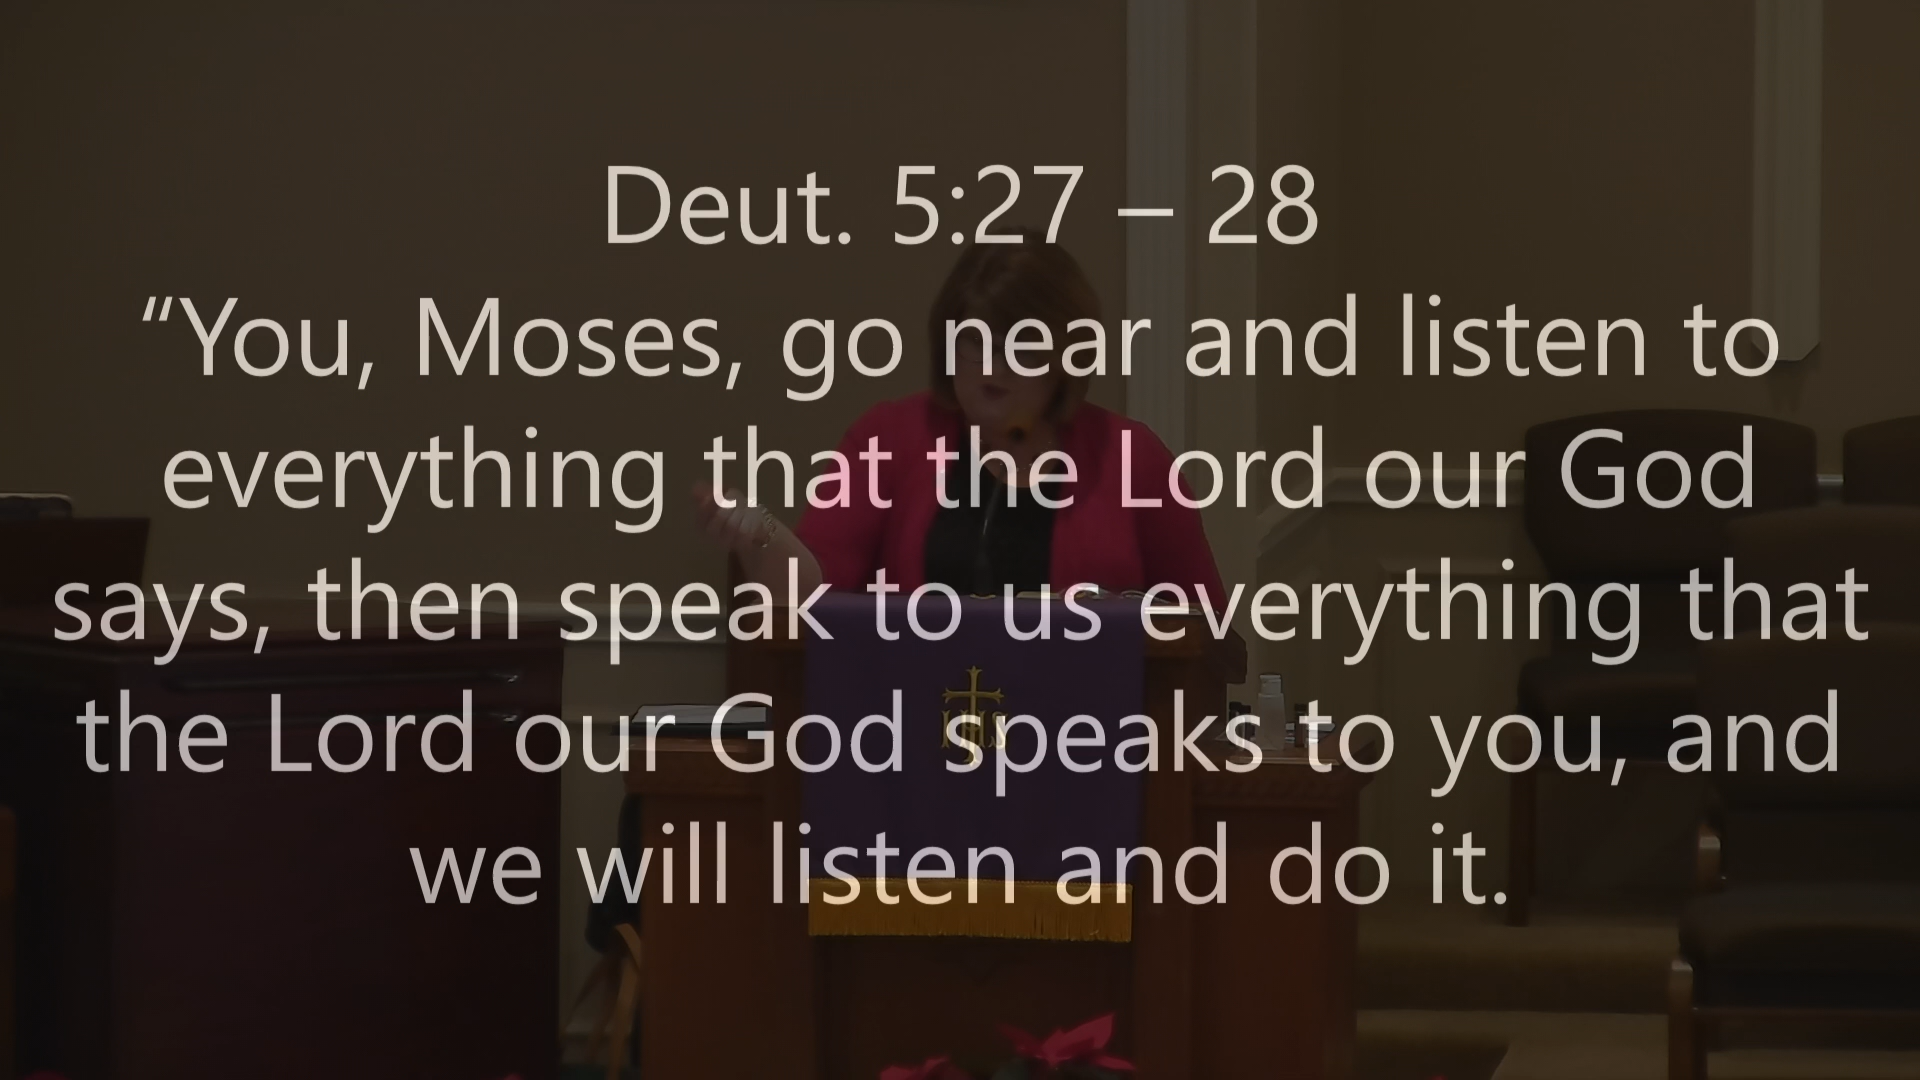 Deut. 5:27 – 28
“You, Moses, go near and listen to
everything that the Lord our God
says, then speak to us everything that
the Lord our God speaks to you, and
we will listen and do it.
IHS